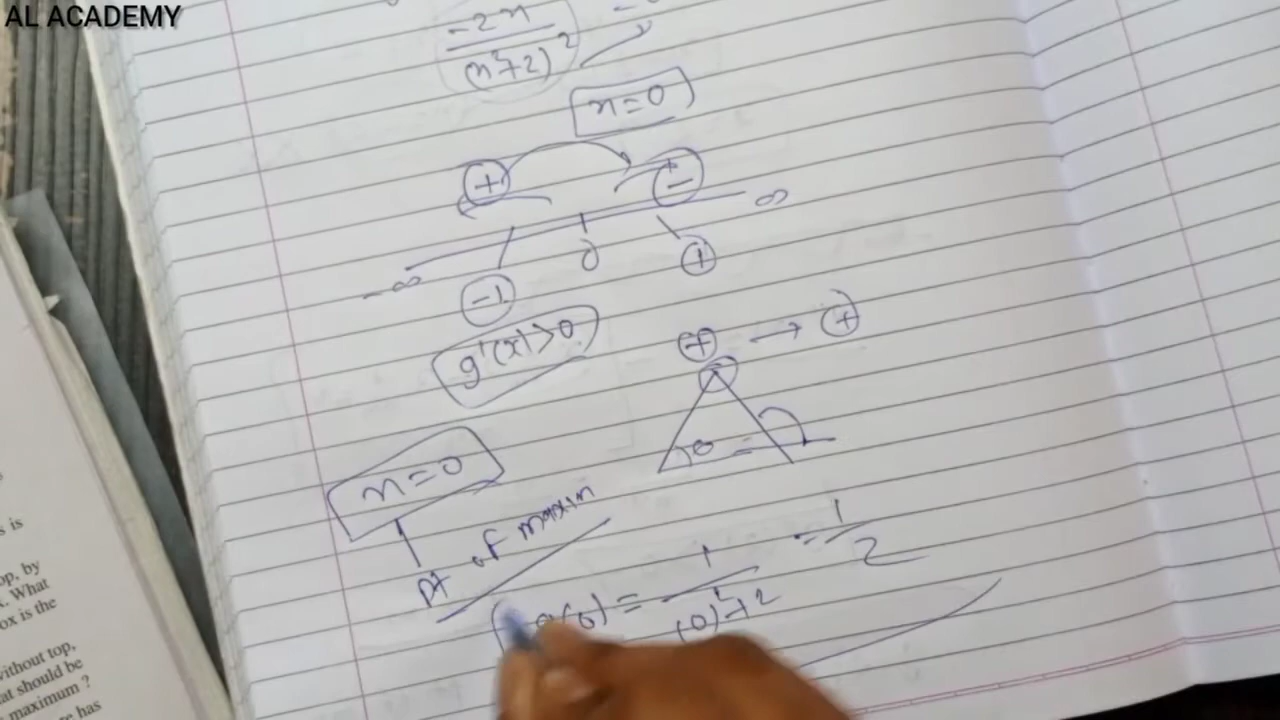 AL ACADEMY
-2x
(x²+2)²
x=0
+ -
-∞ 0 ∞
-1 +
g'(x)>0
+ → +
θ
x=0
Pt of maxim
g(0) = 1 = 1
(0)²+2 2
s is
op, by
x. What
ox is the
without top,
at should be
maximum ?
has